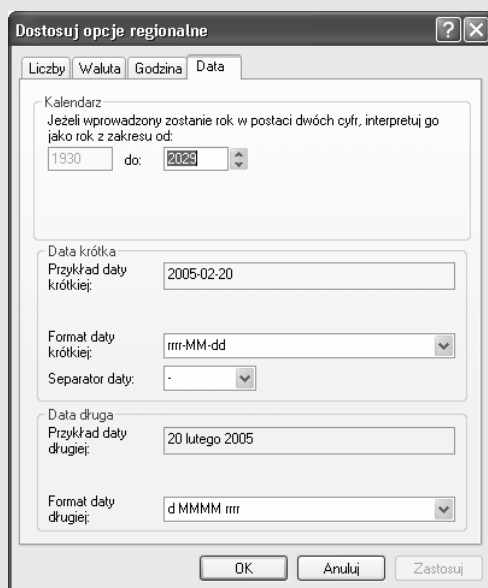 Dostosuj opcje regionalne
Liczby Waluta Godzina Data
Kalendarz
Jeżeli wprowadzony zostanie rok w postaci dwóch cyfr, interpretuj go
jako rok z zakresu od:
1930 do: 2029
Data krótka
Przykład daty
krótkiej:
2005-02-20
Format daty
krótkiej:
rrrr-MM-dd
Separator daty: -
Data długa
Przykład daty
długiej:
20 lutego 2005
Format daty
długiej:
d MMMM rrrr
OK Anuluj Zastosuj